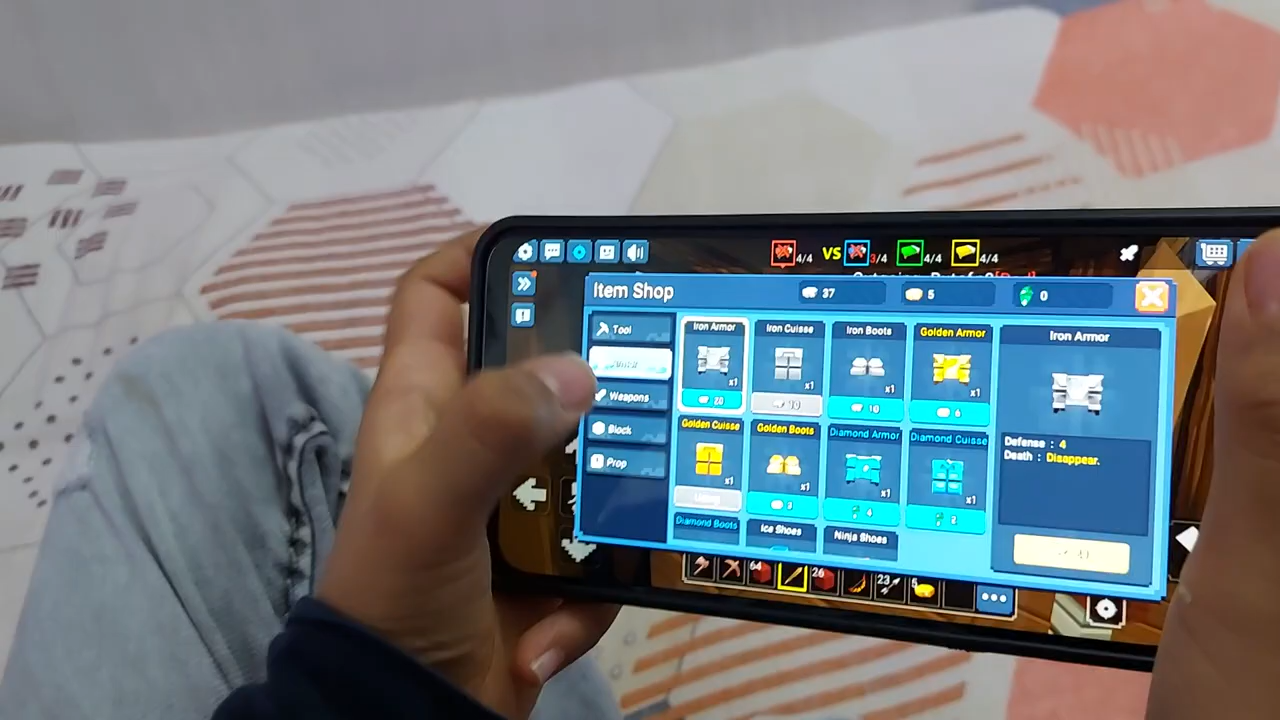 4/4 VS 3/4 4/4 4/4
Item Shop 37 5 0
Tool
Weapons
Block
Prop
Iron Armor
x1
20
Iron Cuisse
x1
10
Iron Boots
x1
10
Golden Armor
x1
6
Golden Cuisse
x1
Golden Boots
x1
3
Diamond Armor
x1
4
Diamond Cuisse
x1
2
Diamond Boots
Ice Shoes
Ninja Shoes
Iron Armor
Defense : 4
Death : Disappear.
64 26 23 5